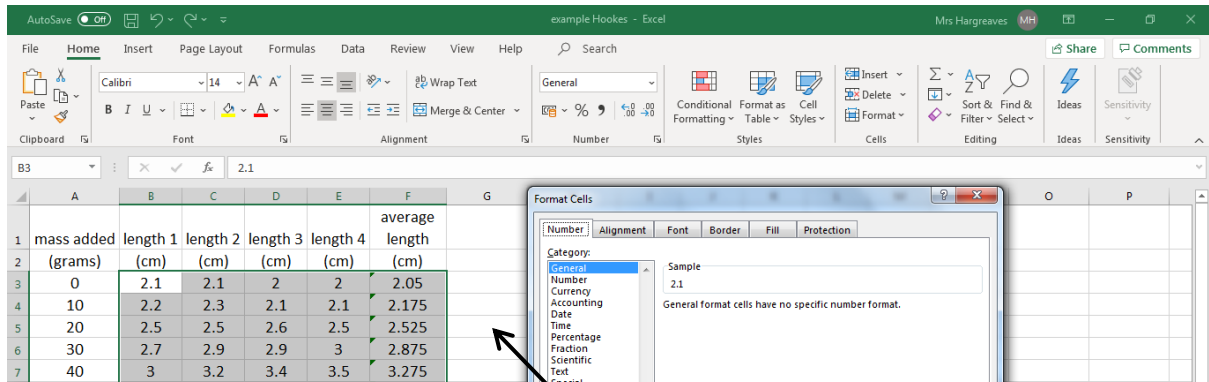 AutoSave Off example Hookes - Excel Mrs Hargreaves MH
File Home Insert Page Layout Formulas Data Review View Help Search Share Comments
Paste Calibri 14 A^ A˅ ab Wrap Text General Conditional Formatting Format as Table Cell Styles Insert Delete Format Sort & Filter Find & Select Ideas Sensitivity
B I U A Merge & Center % 9
Clipboard Font Alignment Number Styles Cells Editing Ideas Sensitivity
B3 fx 2.1
A B C D E F G O P
Format Cells
Number Alignment Font Border Fill Protection
Category:
General
Number
Currency
Accounting
Date
Time
Percentage
Fraction
Scientific
Text
Sample
2.1
General format cells have no specific number format.
1 mass added length 1 length 2 length 3 length 4 average length
2 (grams) (cm) (cm) (cm) (cm) (cm)
3 0 2.1 2.1 2 2 2.05
4 10 2.2 2.3 2.1 2.1 2.175
5 20 2.5 2.5 2.6 2.5 2.525
6 30 2.7 2.9 2.9 3 2.875
7 40 3 3.2 3.4 3.5 3.275